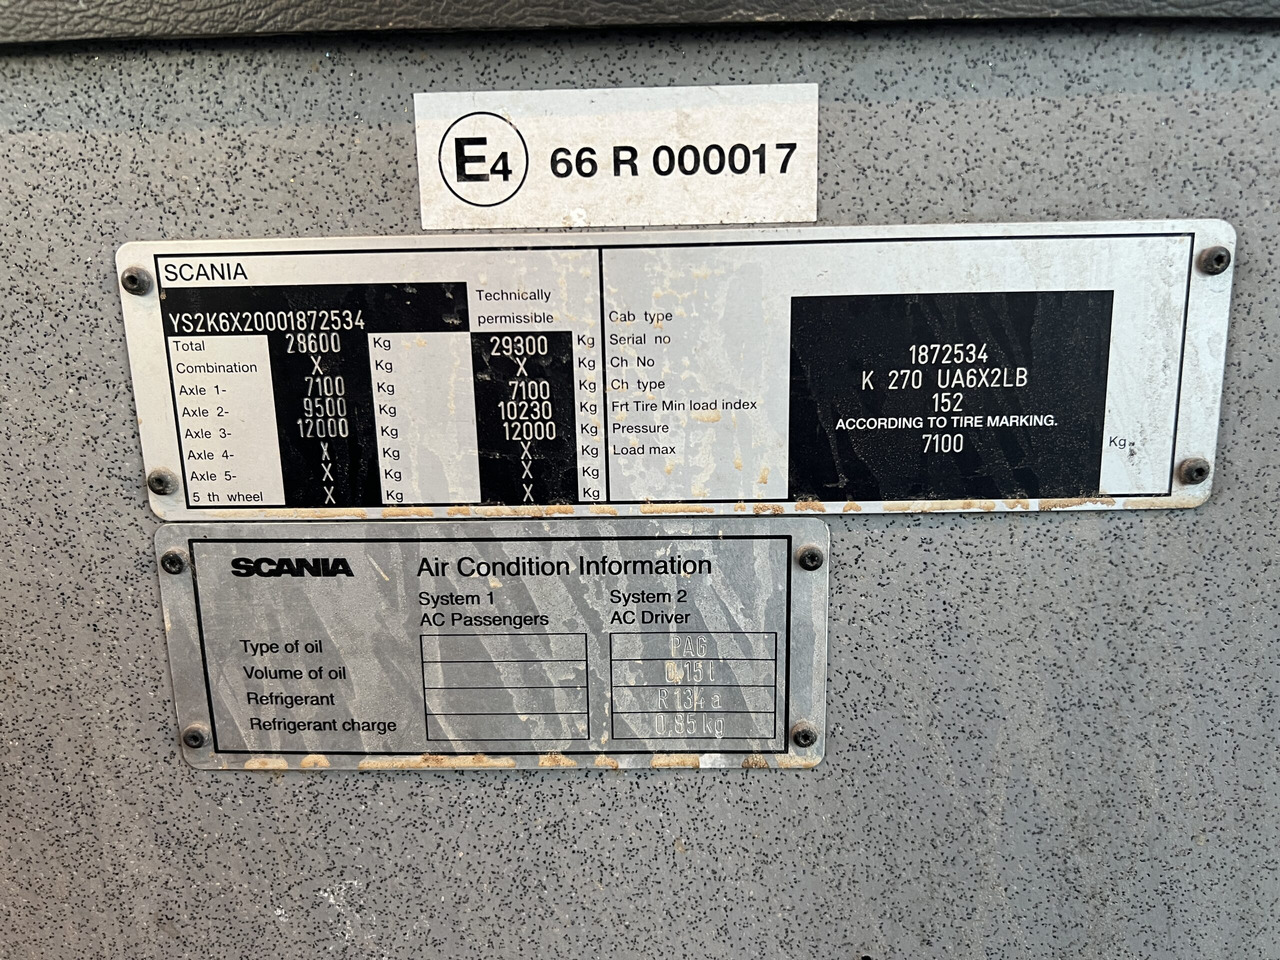 E4 66 R 000017
SCANIA
YS2K6X20001872534
Technically
permissible
Total 28600 Kg 29300 Kg
Combination X Kg X Kg
Axle 1- 7100 Kg 7100 Kg
Axle 2- 9500 Kg 10230 Kg
Axle 3- 12000 Kg 12000 Kg
Axle 4- X Kg X Kg
Axle 5- X Kg X Kg
5 th wheel X Kg X Kg
Cab type
Serial no 1872534
Ch No
Ch type K 270 UA6X2LB
Frt Tire Min load index 152
Pressure ACCORDING TO TIRE MARKING.
Load max 7100 Kg
SCANIA Air Condition Information
System 1 System 2
AC Passengers AC Driver
Type of oil PAG
Volume of oil 0,15 l
Refrigerant R 134 a
Refrigerant charge 0,85 kg